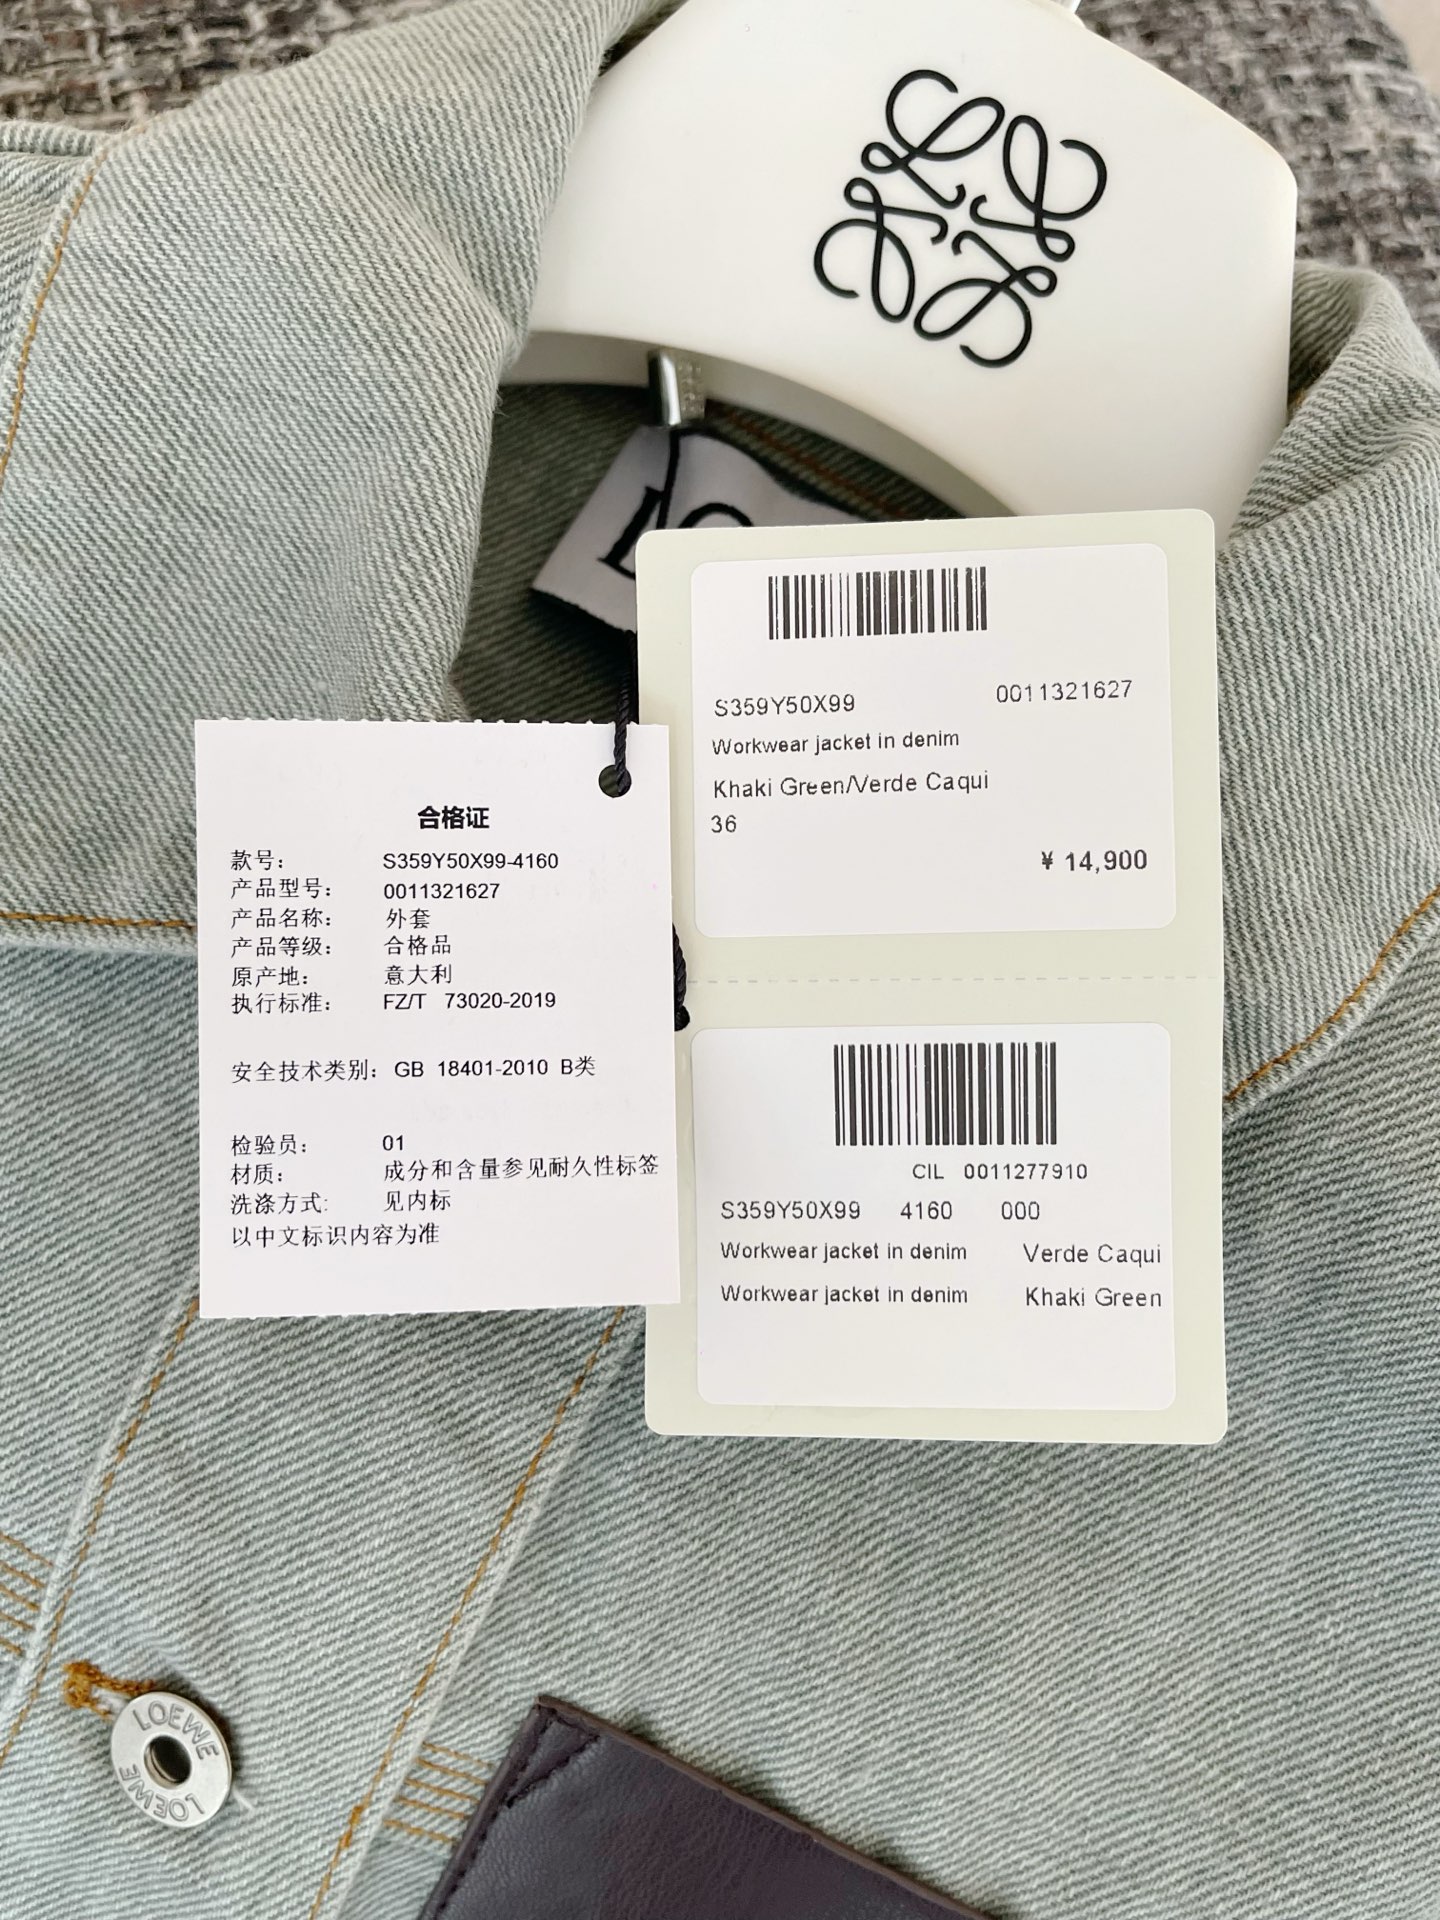 S359Y50X99 0011321627
Workwear jacket in denim
Khaki Green/Verde Caqui
36
¥ 14,900
合格证
款号： S359Y50X99-4160
产品型号： 0011321627
产品名称： 外套
产品等级： 合格品
原产地： 意大利
执行标准： FZ/T 73020-2019
安全技术类别： GB 18401-2010 B类
检验员： 01
材质： 成分和含量参见耐久性标签
洗涤方式: 见内标
以中文标识内容为准
CIL 0011277910
S359Y50X99 4160 000
Workwear jacket in denim Verde Caqui
Workwear jacket in denim Khaki Green
LOEWE
LOEWE